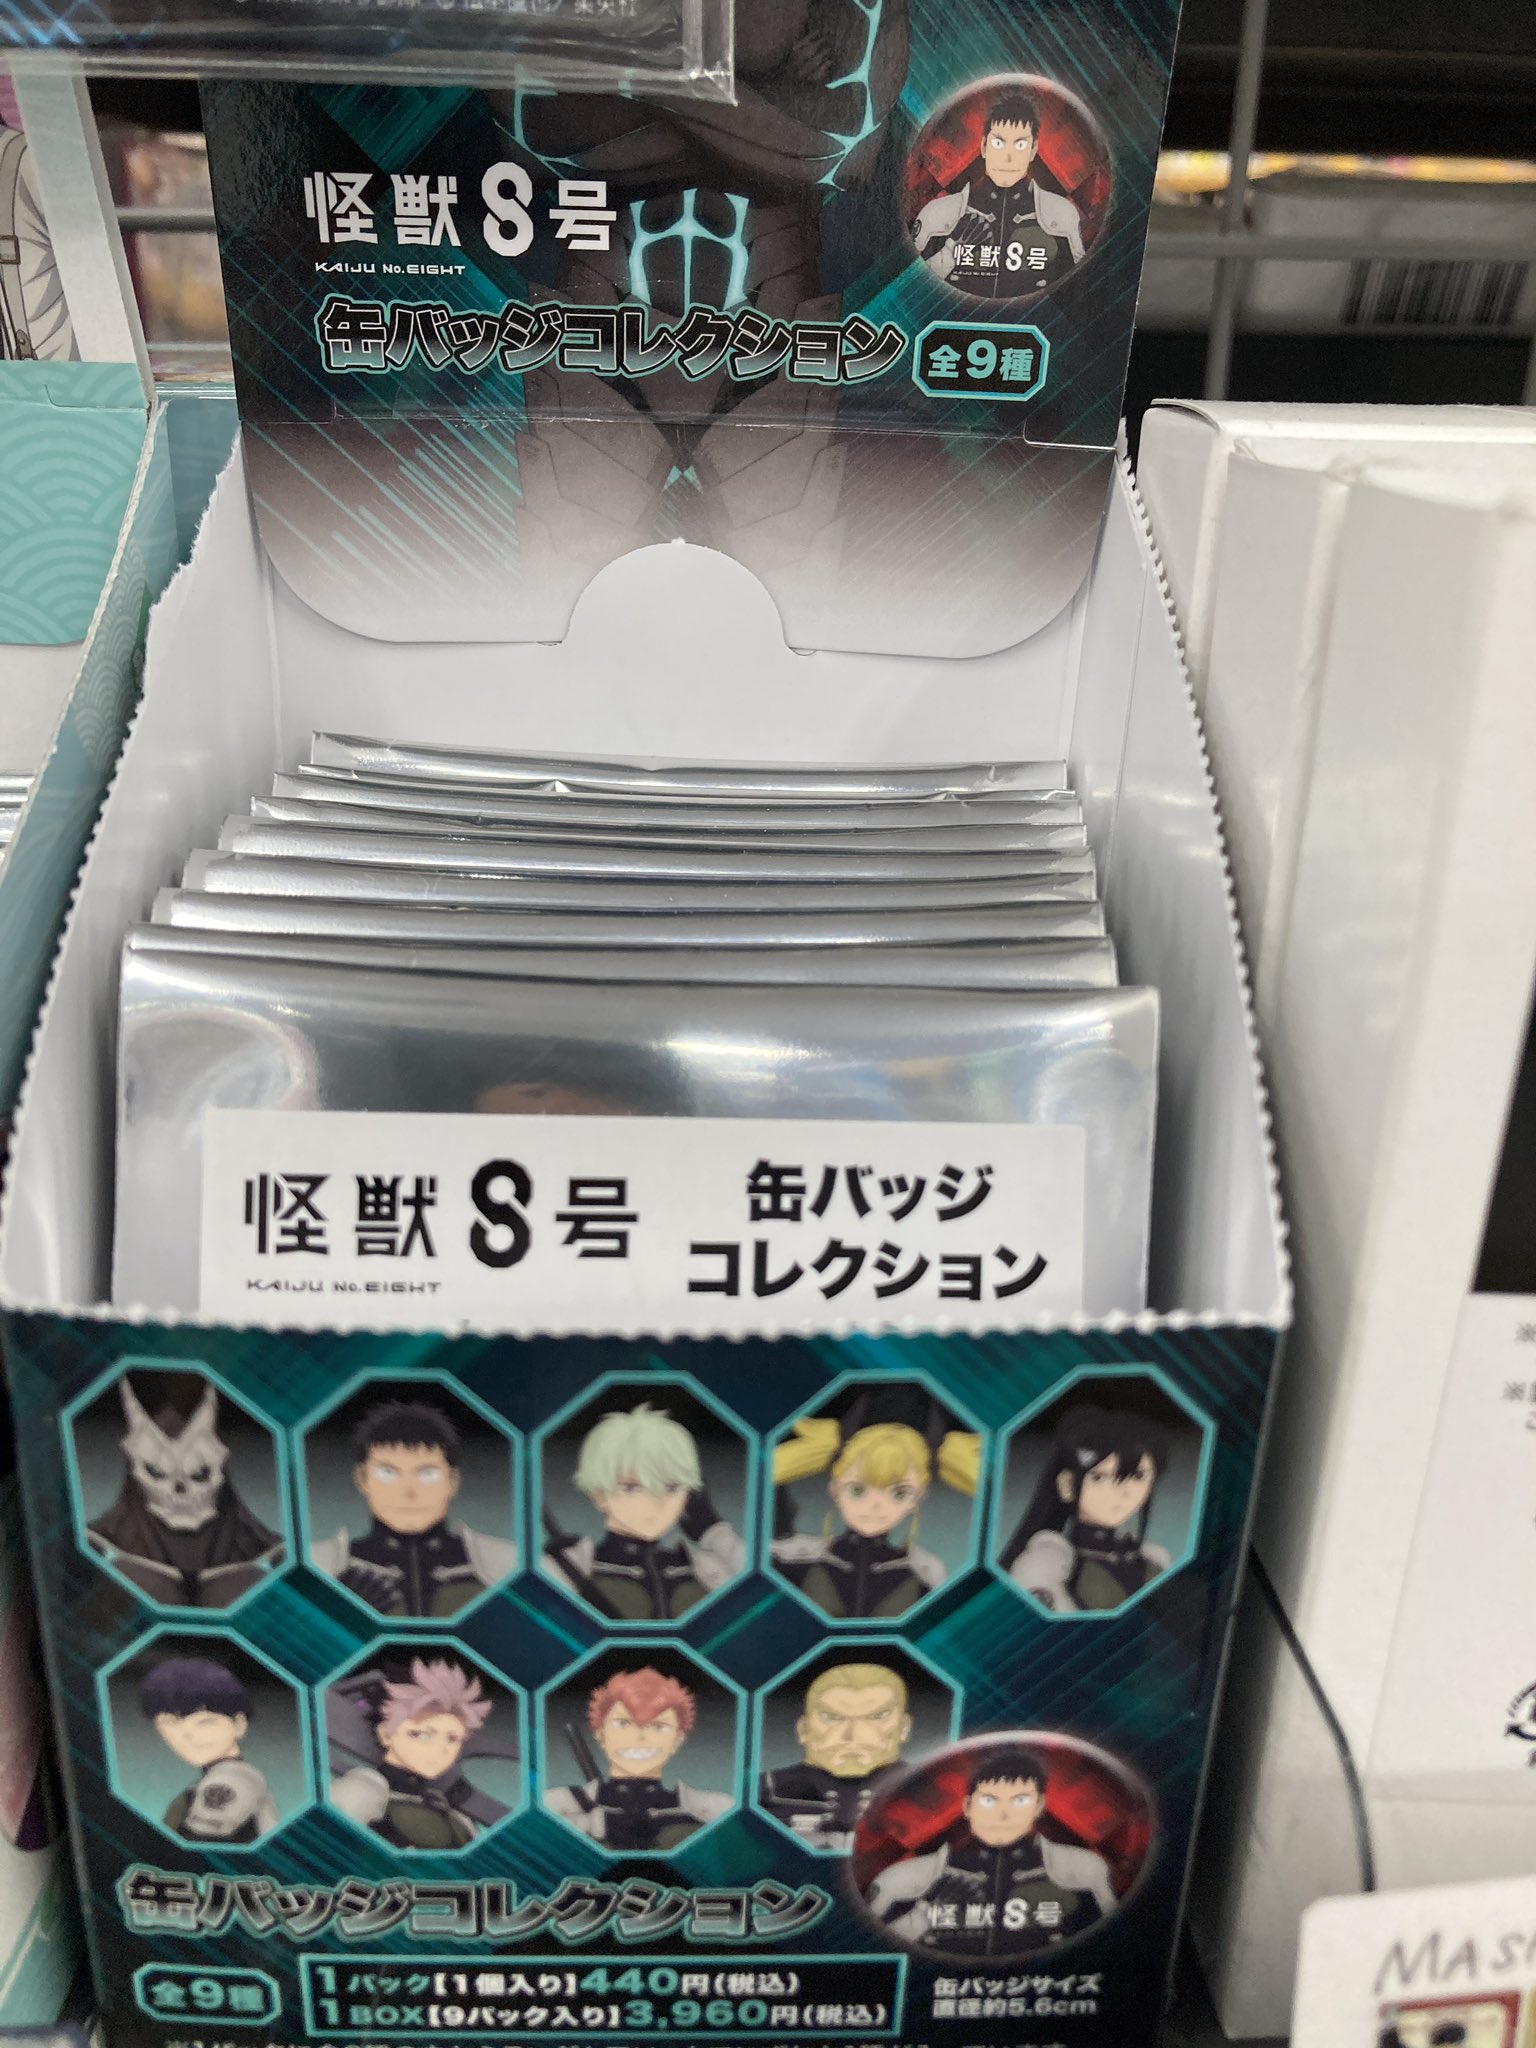 集英社
怪獣8号
KAIJU No.EIGHT
怪獣8号
缶バッジコレクション
全9種
怪獣8号
KAIJU No.EIGHT
缶バッジ
コレクション
怪獣8号
缶バッジコレクション
全9種
1パック【1個入り】440円(税込)
1BOX【9パック入り】3,960円(税込)
缶バッジサイズ
直径約5.6cm